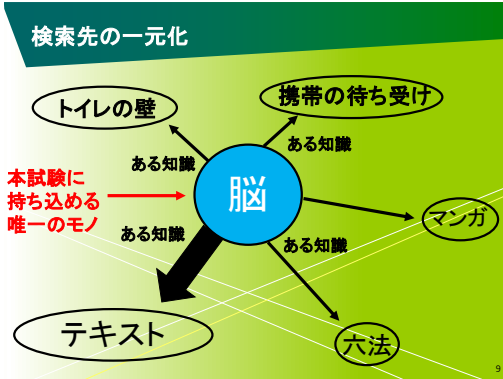 検索先の一元化
トイレの壁
携帯の待ち受け
ある知識
ある知識
本試験に
持ち込める
唯一のモノ
脳
マンガ
ある知識
ある知識
テキスト
六法
9